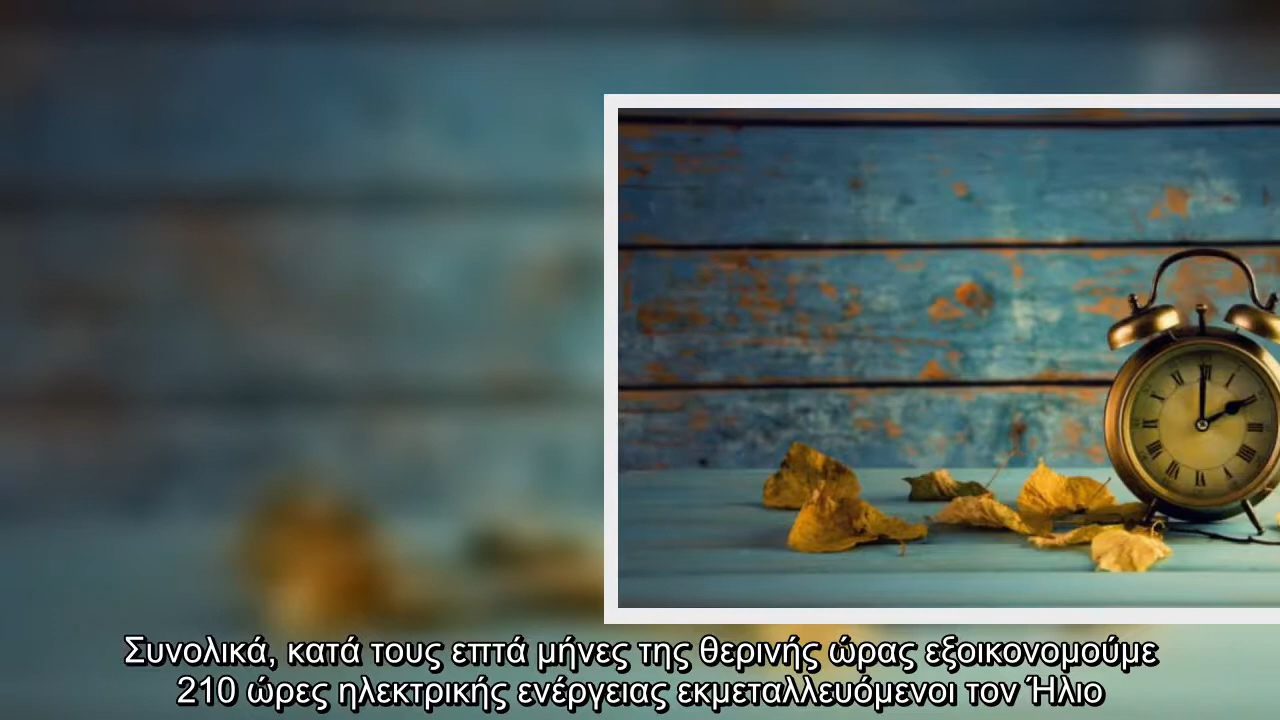 Συνολικά, κατά τους επτά μήνες της θερινής ώρας εξοικονομούμε
210 ώρες ηλεκτρικής ενέργειας εκμεταλλευόμενοι τον Ήλιο